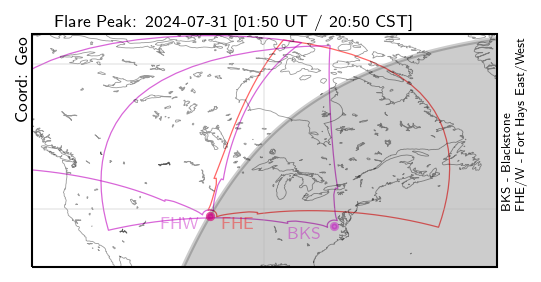 Flare Peak: 2024-07-31 [01:50 UT / 20:50 CST]
Coord: Geo
BKS - Blackstone
FHE/W - Fort Hays East/West
FHW
FHE
BKS